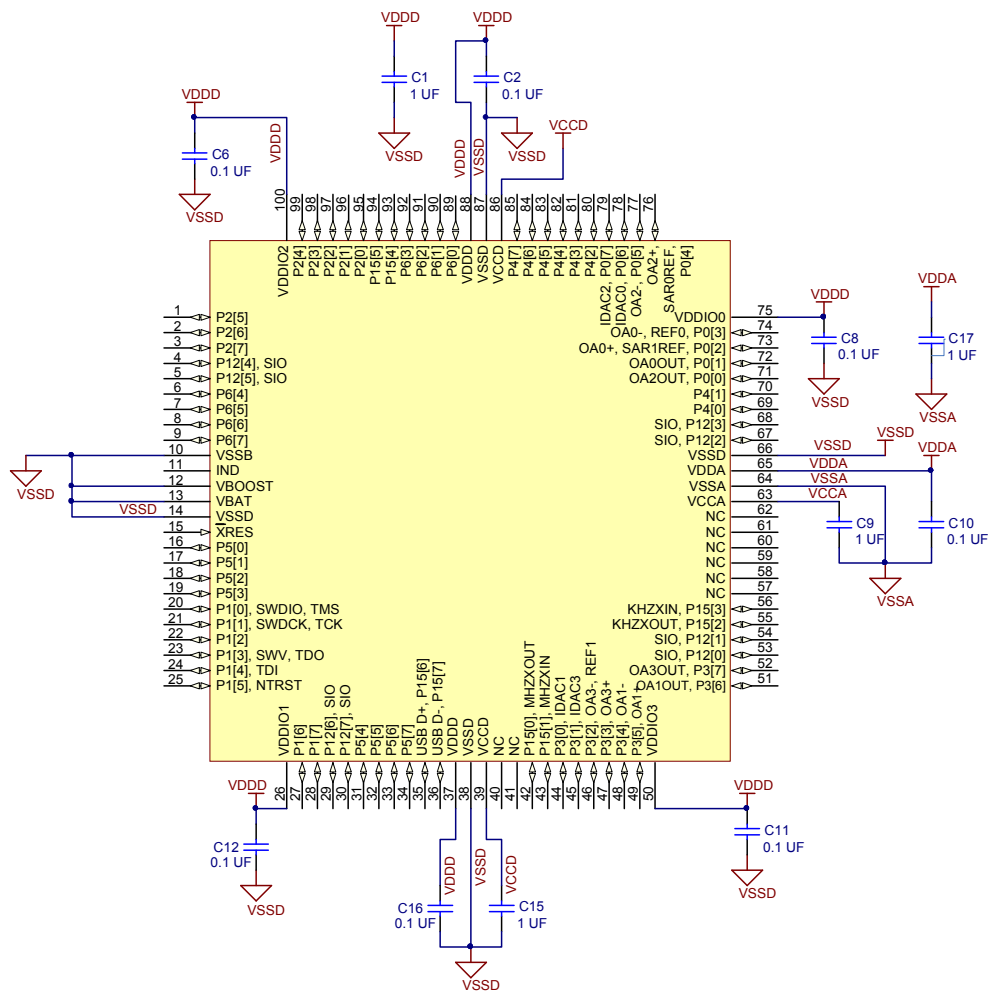 VDDD
VDDD
C1
1 UF
C2
0.1 UF
VDDD
C6
0.1 UF
VSSD
VSSD
VSSD
VCCD
VDDD
VDDD
VSSD
100
99
98
97
96
95
94
93
92
91
90
89
88
87
86
85
84
83
82
81
80
79
78
77
76
VDDIO2
P2[4]
P2[3]
P2[2]
P2[1]
P2[0]
P15[5]
P15[4]
P6[3]
P6[2]
P6[1]
P6[0]
VDDD
VSSD
VCCD
P4[7]
P4[6]
P4[5]
P4[4]
P4[3]
P4[2]
IDAC2, P0[7]
IDAC0, P0[6]
OA2-, P0[5]
OA2+,
SAR0REF,
P0[4]
1 P2[5]
2 P2[6]
3 P2[7]
4 P12[4], SIO
5 P12[5], SIO
6 P6[4]
7 P6[5]
8 P6[6]
9 P6[7]
10 VSSB
11 IND
12 VBOOST
13 VBAT
VSSD 14 VSSD
15 XRES
16 P5[0]
17 P5[1]
18 P5[2]
19 P5[3]
20 P1[0], SWDIO, TMS
21 P1[1], SWDCK, TCK
22 P1[2]
23 P1[3], SWV, TDO
24 P1[4], TDI
25 P1[5], NTRST
VSSD
VDDIO0 75
OA0-, REF0, P0[3] 74
OA0+, SAR1REF, P0[2] 73
OA0OUT, P0[1] 72
OA2OUT, P0[0] 71
P4[1] 70
P4[0] 69
SIO, P12[3] 68
SIO, P12[2] 67
VSSD 66 VSSD
VDDA 65 VDDA
VSSA 64 VSSA
VCCA 63 VCCA
NC 62
NC 61
NC 60
NC 59
NC 58
NC 57
KHZXIN, P15[3] 56
KHZXOUT, P15[2] 55
SIO, P12[1] 54
SIO, P12[0] 53
OA3OUT, P3[7] 52
OA1OUT, P3[6] 51
VDDD
C8
0.1 UF
VSSD
VDDA
C17
1 UF
VSSA
VSSD
VDDA
C9
1 UF
C10
0.1 UF
VSSA
VDDIO1
P1[6]
P1[7]
P12[6], SIO
P12[7], SIO
P5[4]
P5[5]
P5[6]
P5[7]
USB D+, P15[6]
USB D-, P15[7]
VDDD
VSSD
VCCD
NC
NC
P15[0], MHZXOUT
P15[1], MHZXIN
P3[0], IDAC1
P3[1], IDAC3
P3[2], OA3-, REF1
P3[3], OA3+
P3[4], OA1-
P3[5], OA1+
VDDIO3
26
27
28
29
30
31
32
33
34
35
36
37
38
39
40
41
42
43
44
45
46
47
48
49
50
VDDD
C12
0.1 UF
VSSD
VDDD
VSSD
VCCD
C16
0.1 UF
C15
1 UF
VSSD
VDDD
C11
0.1 UF
VSSD